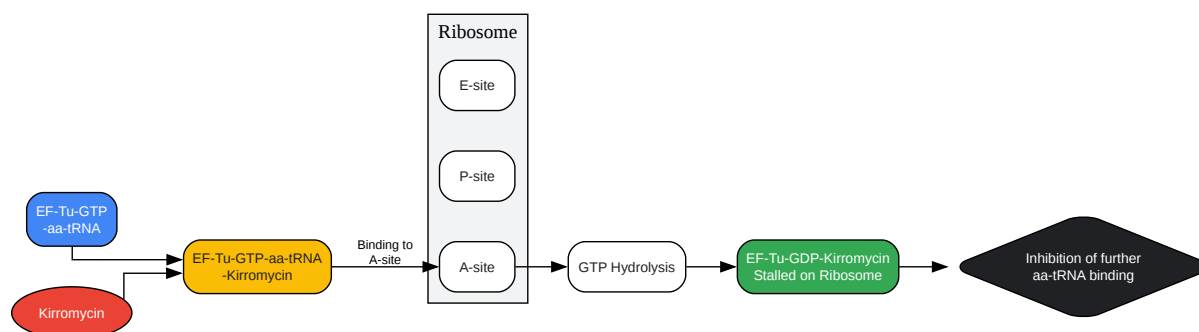 Ribosome
E-site
P-site
EF-Tu-GTP
-aa-tRNA
Kirromycin
EF-Tu-GTP-aa-tRNA
-Kirromycin
Binding to
A-site
A-site
GTP Hydrolysis
EF-Tu-GDP-Kirromycin
Stalled on Ribosome
Inhibition of further
aa-tRNA binding